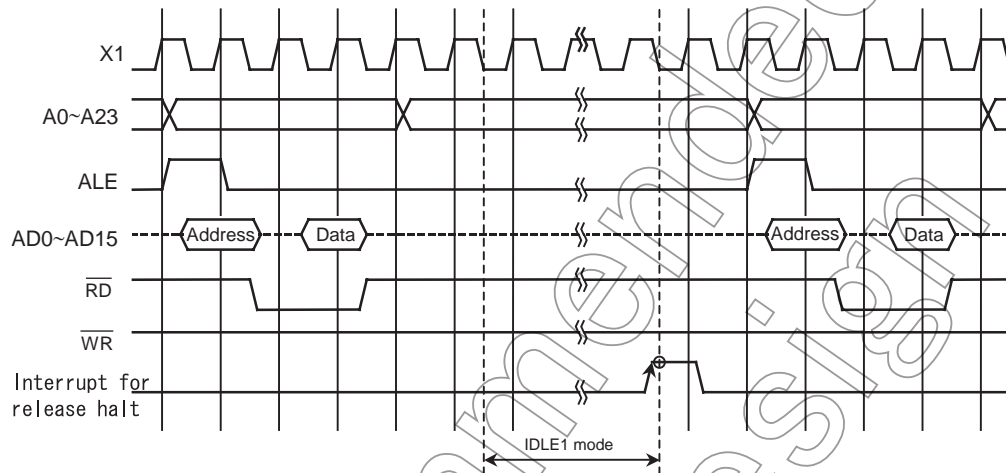 X1
A0~A23
ALE
AD0~AD15 Address Data Address Data
RD
WR
Interrupt for
release halt
IDLE1 mode